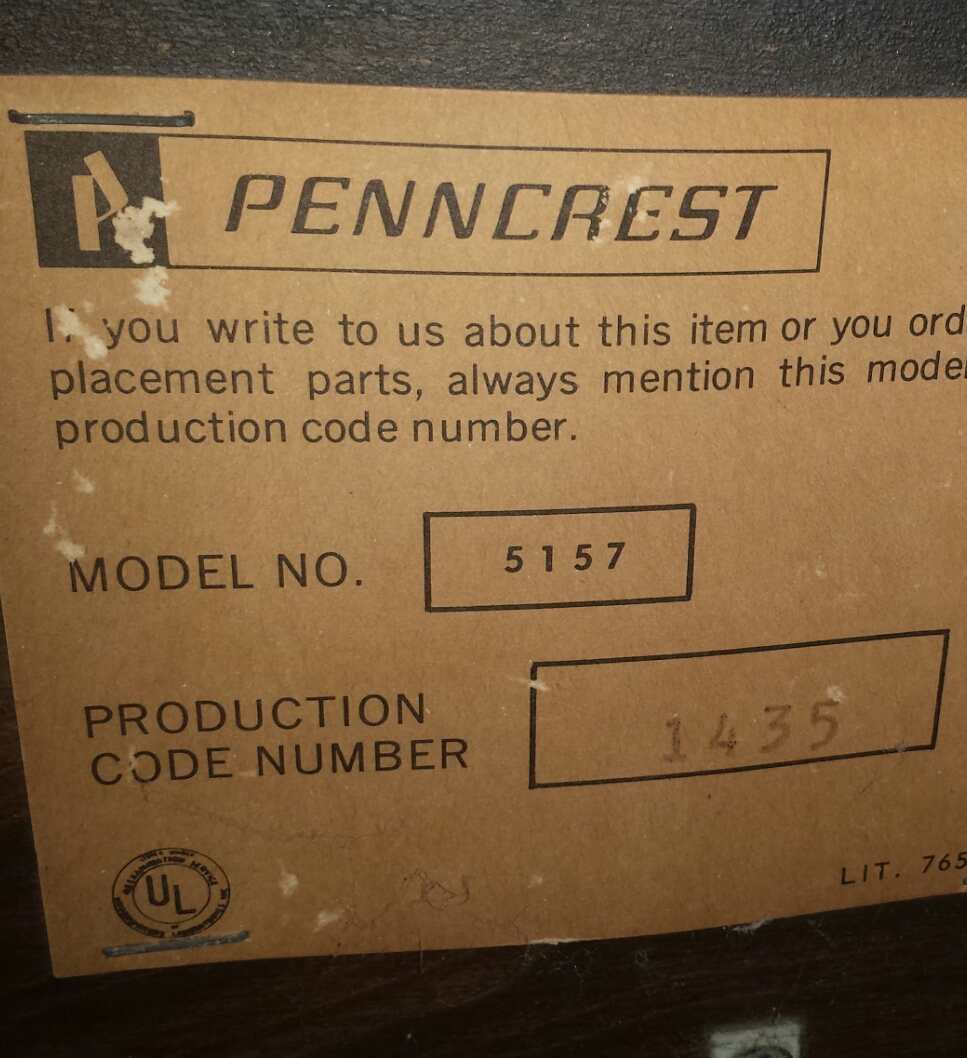 PENNCREST
you write to us about this item or you ord
placement parts, always mention this model
production code number.
MODEL NO. 5157
PRODUCTION
CODE NUMBER 1435
UL
LIT. 765